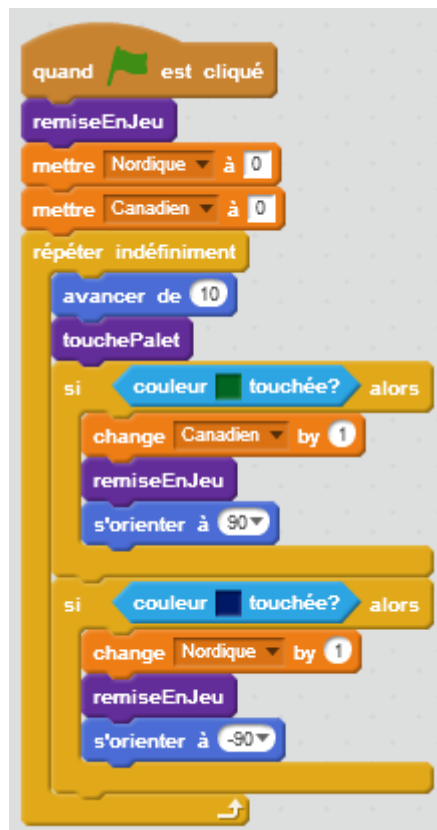 quand est cliqué
remiseEnJeu
mettre Nordique à 0
mettre Canadien à 0
répéter indéfiniment
avancer de 10
touchePalet
si couleur touchée? alors
change Canadien by 1
remiseEnJeu
s'orienter à 90
si couleur touchée? alors
change Nordique by 1
remiseEnJeu
s'orienter à -90